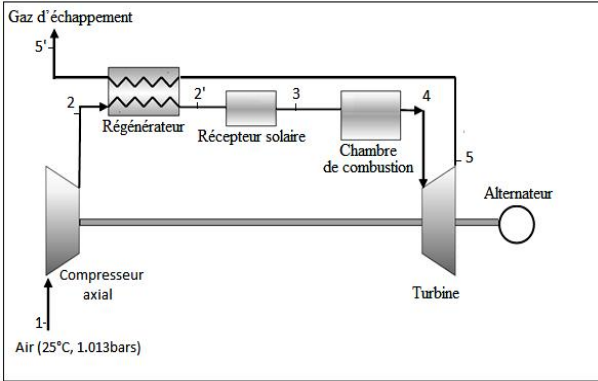 Gaz d'échappement
5'
2
2'
3
4
Régénérateur
Récepteur solaire
Chambre
de combustion
5
Alternateur
Compresseur
axial
Turbine
1
Air (25°C, 1.013bars)